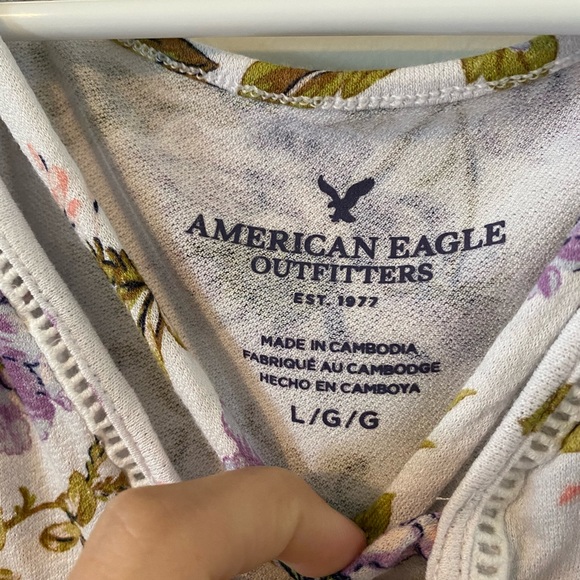 AMERICAN EAGLE
OUTFITTERS
EST. 1977
MADE IN CAMBODIA
FABRIQUÉ AU CAMBODGE
HECHO EN CAMBOYA
L/G/G